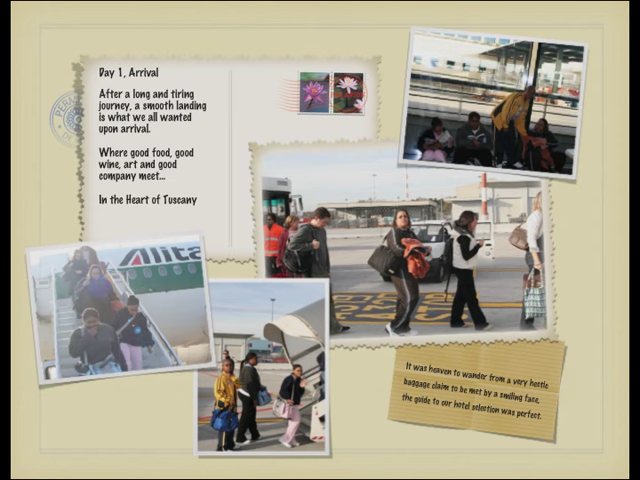 Day 1, Arrival
After a long and tiring
journey, a smooth landing
is what we all wanted
upon arrival.
Where good food, good
wine, art and good
company meet...
In the Heart of Tuscany
Alita
It was heaven to wander from a very hectic
baggage claim to be met by a smiling face,
the guide to our hotel selection was perfect.